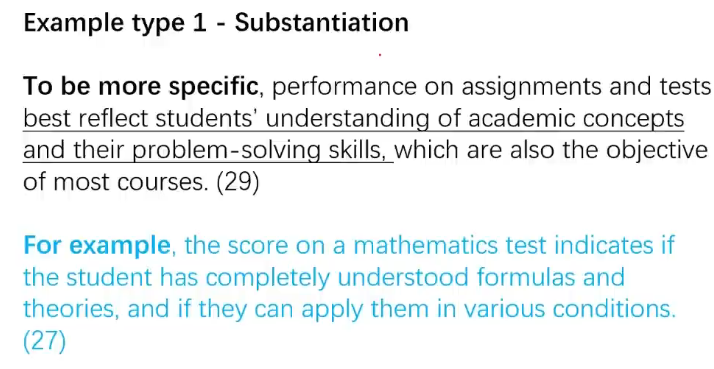 Example type 1 - Substantiation
To be more specific, performance on assignments and tests
best reflect students’ understanding of academic concepts
and their problem-solving skills, which are also the objective
of most courses. (29)
For example, the score on a mathematics test indicates if
the student has completely understood formulas and
theories, and if they can apply them in various conditions.
(27)